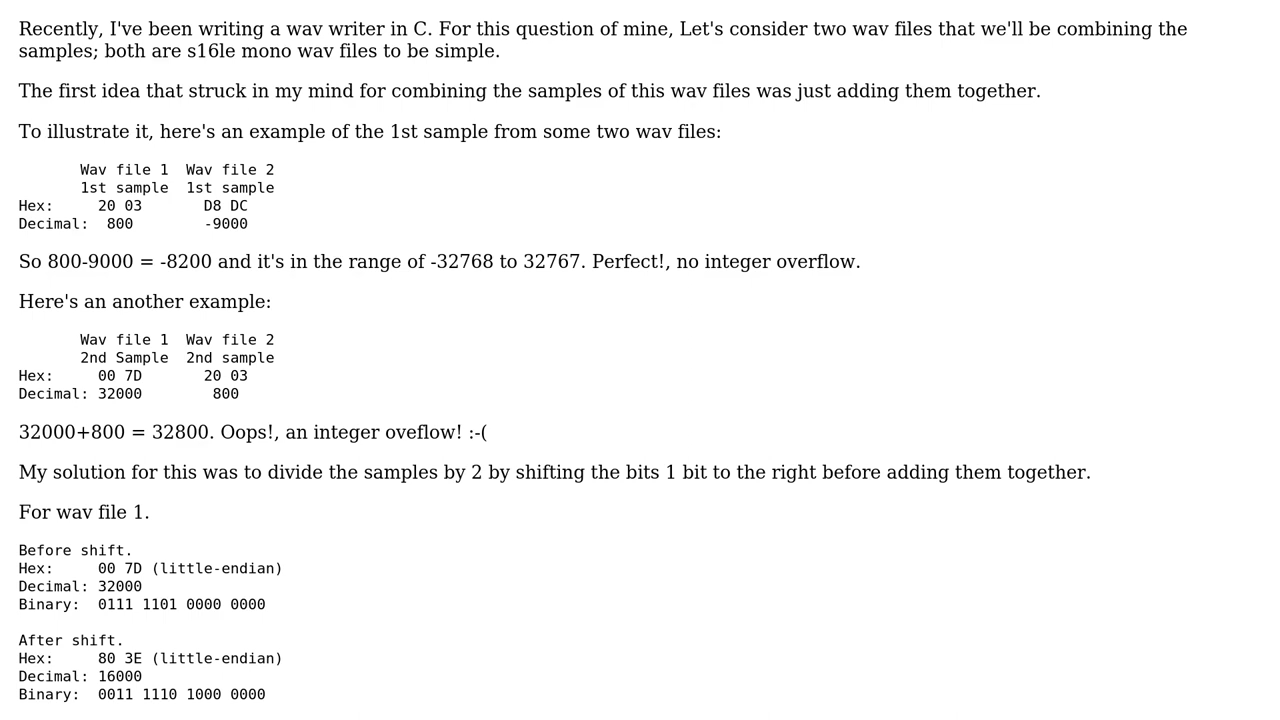 Recently, I've been writing a wav writer in C. For this question of mine, Let's consider two wav files that we'll be combining the
samples; both are s16le mono wav files to be simple.
The first idea that struck in my mind for combining the samples of this wav files was just adding them together.
To illustrate it, here's an example of the 1st sample from some two wav files:
Wav file 1  Wav file 2
1st sample  1st sample
Hex:     20 03       D8 DC
Decimal:  800        -9000
So 800-9000 = -8200 and it's in the range of -32768 to 32767. Perfect!, no integer overflow.
Here's an another example:
Wav file 1  Wav file 2
2nd Sample  2nd sample
Hex:     00 7D       20 03
Decimal: 32000        800
32000+800 = 32800. Oops!, an integer oveflow! :-(
My solution for this was to divide the samples by 2 by shifting the bits 1 bit to the right before adding them together.
For wav file 1.
Before shift.
Hex:     00 7D (little-endian)
Decimal: 32000
Binary:  0111 1101 0000 0000
After shift.
Hex:     80 3E (little-endian)
Decimal: 16000
Binary:  0011 1110 1000 0000